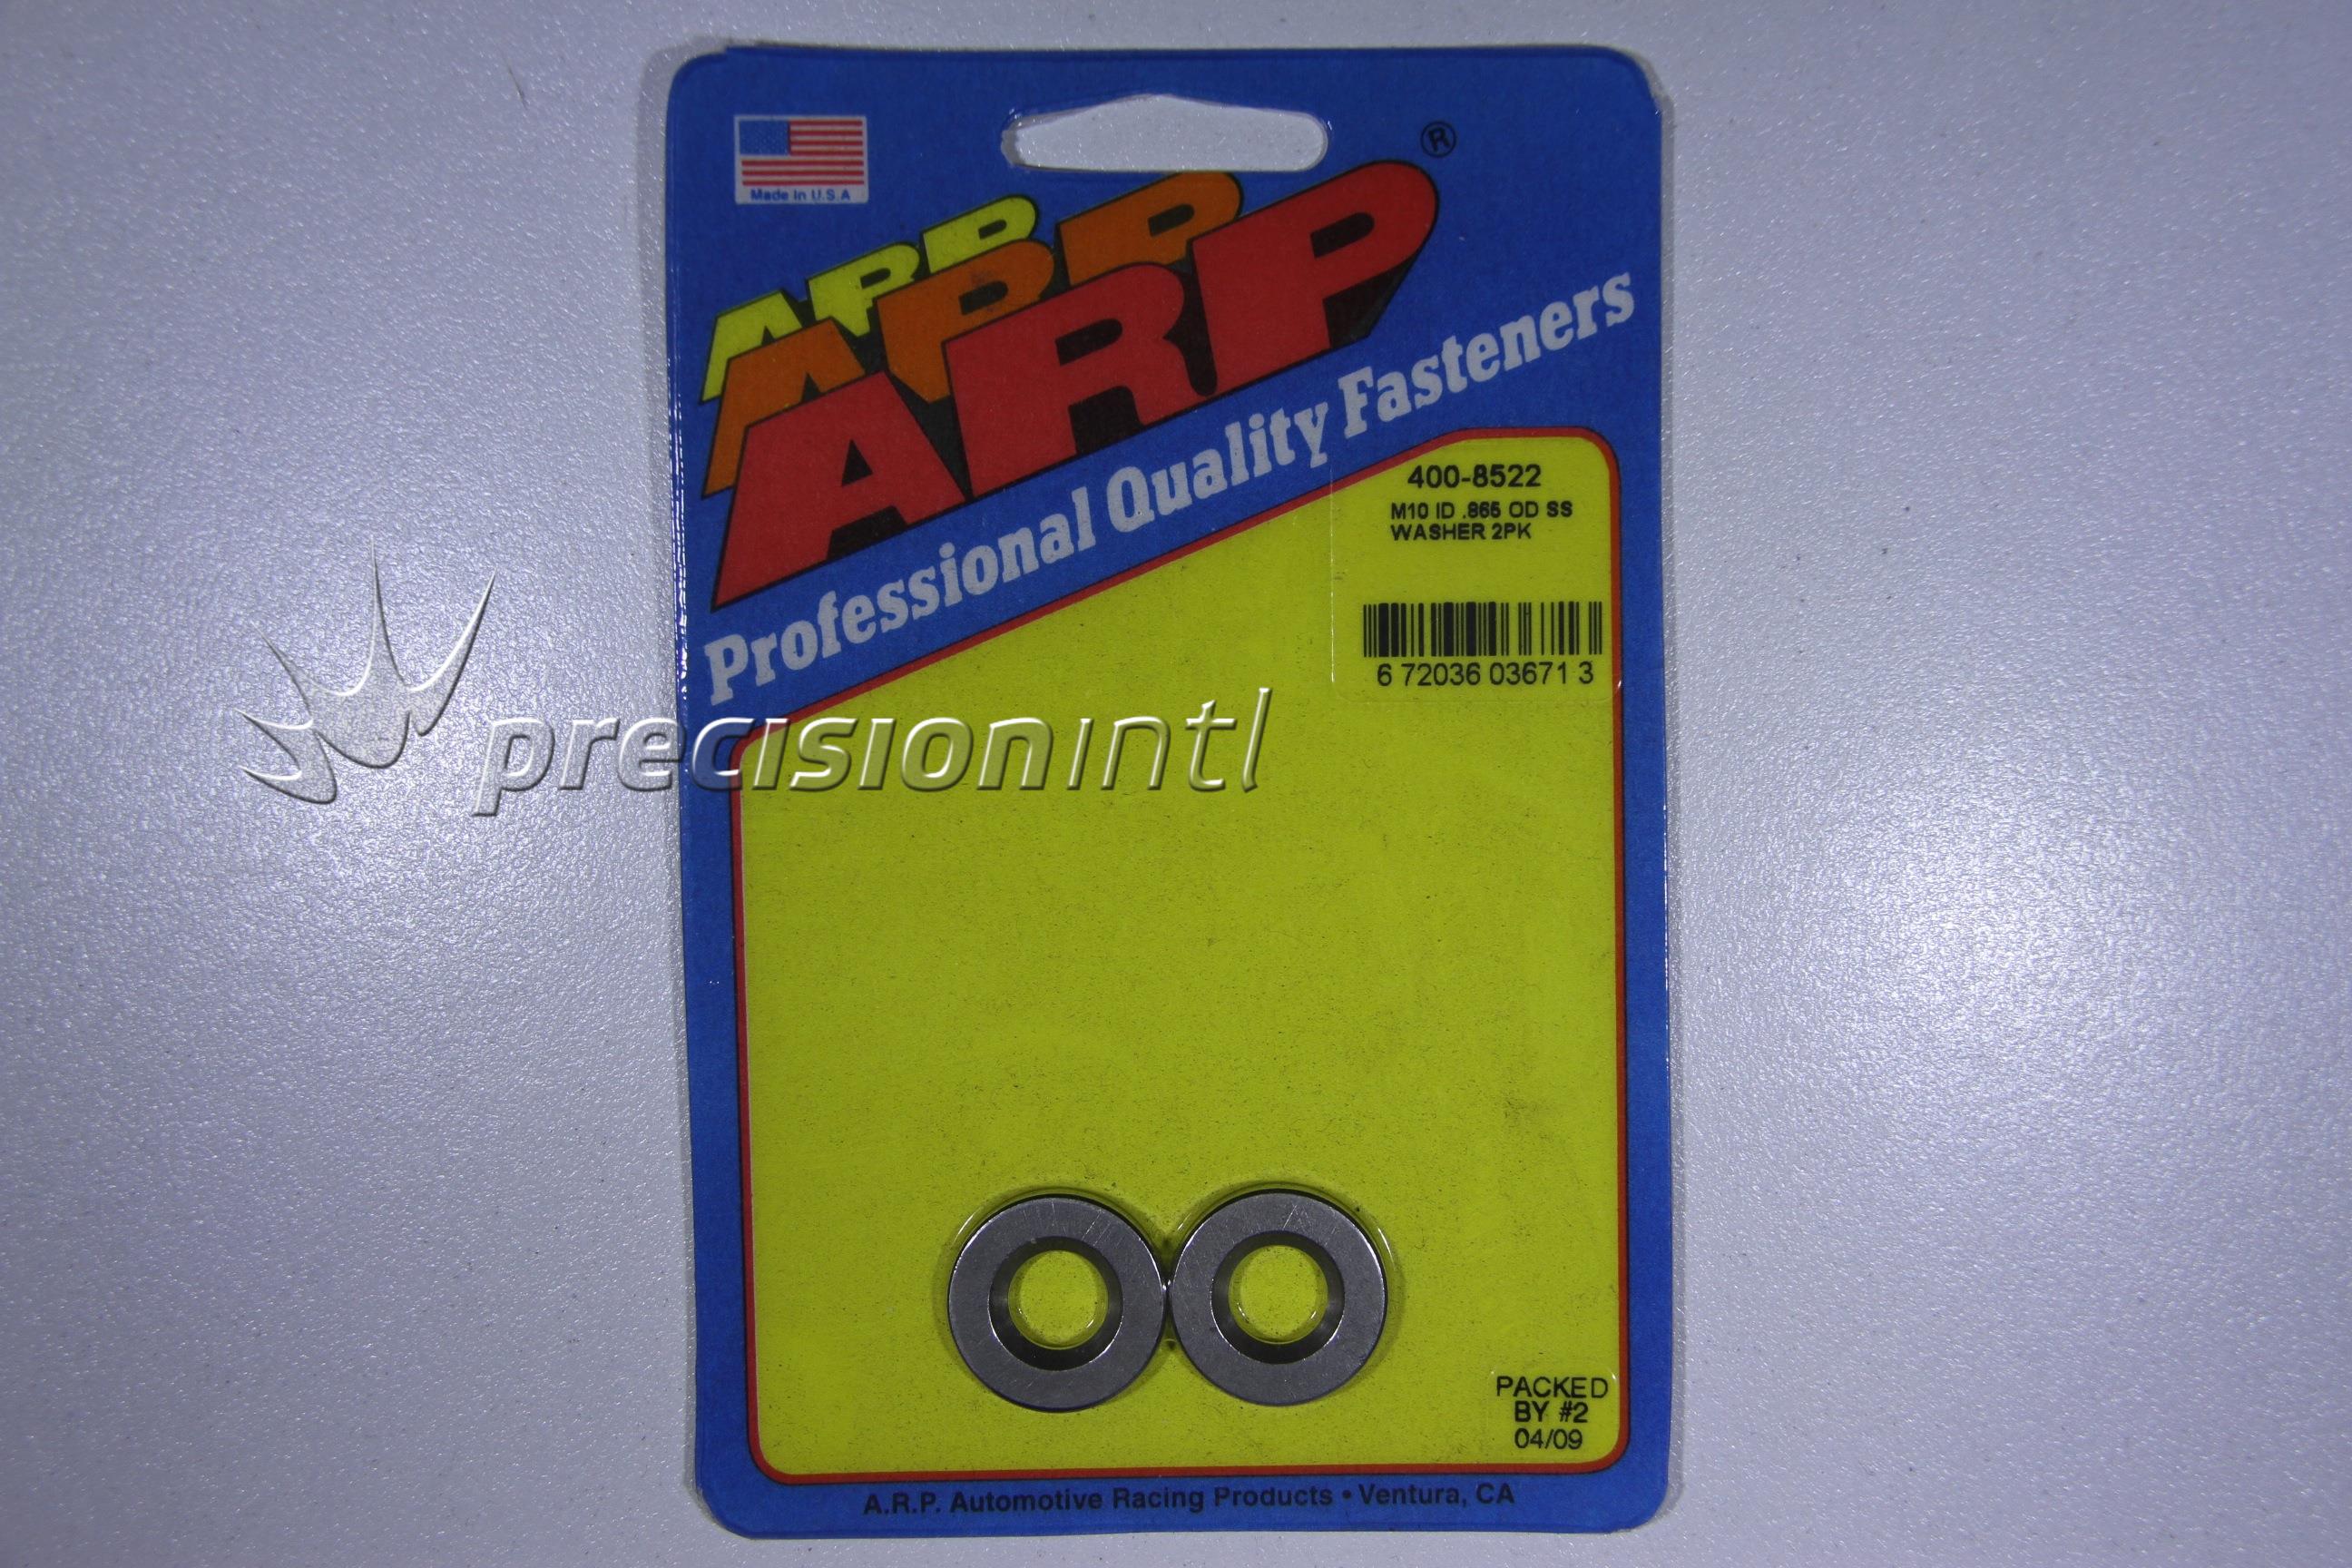 Made in U.S.A
ARP
ARP
ARP®
Professional Quality Fasteners
400-8522
M10 ID .865 OD SS
WASHER 2PK
6 72036 03671 3
precisionintl
PACKED
BY #2
04/09
A.R.P. Automotive Racing Products • Ventura, CA